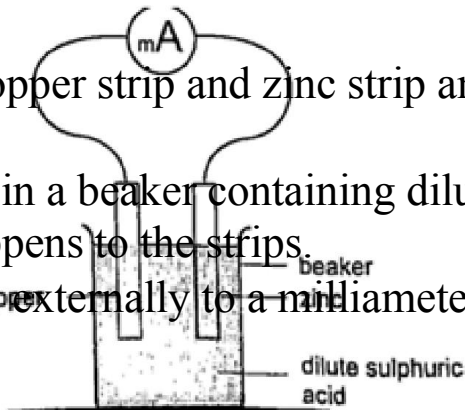 mA
opper strip and zinc strip ar
in a beaker containing dilu
opens to the strips.
beaker
externally to a milliamete
zinc
dilute sulphuric
acid